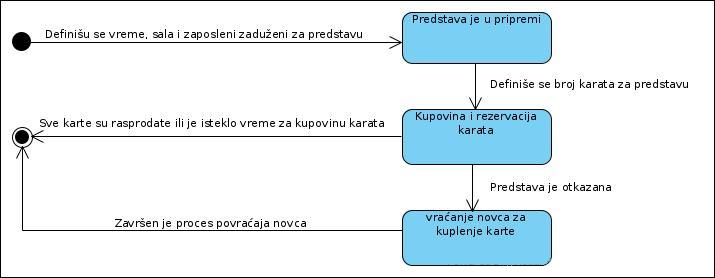 Predstava je u pripremi
Definišu se vreme, sala i zaposleni zaduženi za predstavu
Definiše se broj karata za predstavu
Kupovina i rezervacija
karata
Sve karte su rasprodate ili je isteklo vreme za kupovinu karata
Predstava je otkazana
vraćanje novca za
kuplenje karte
Završen je proces povraćaja novca